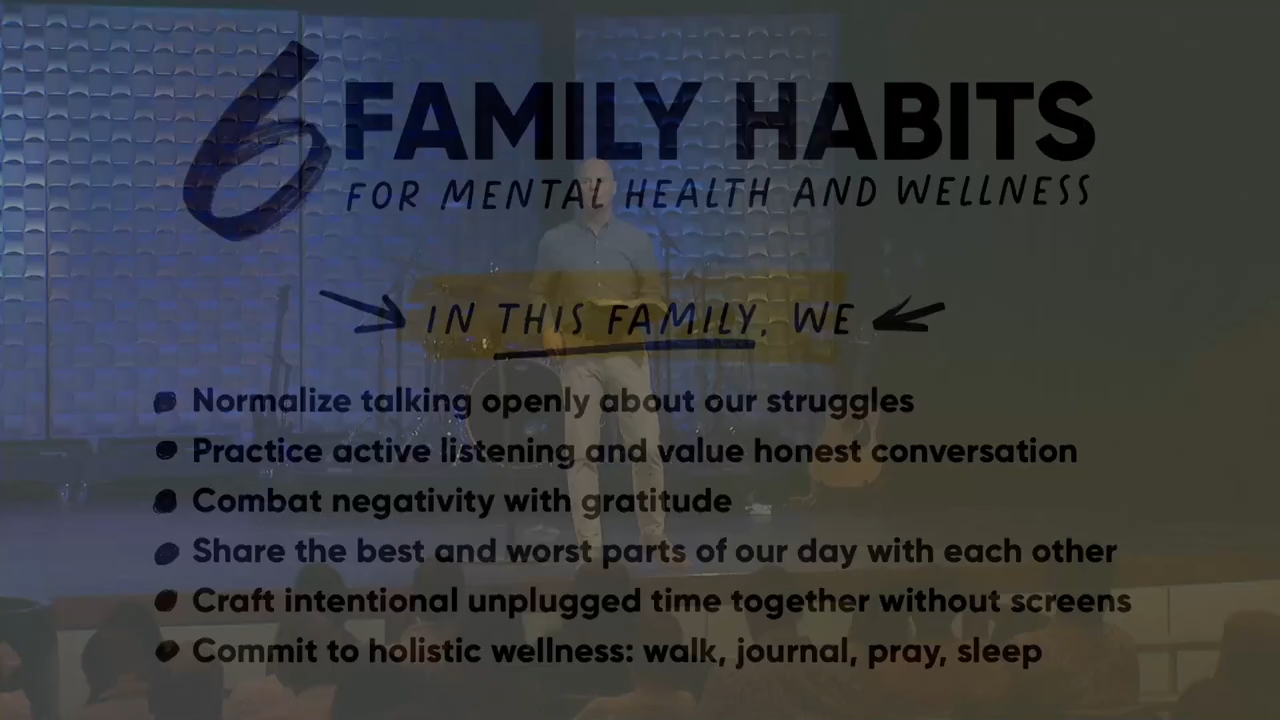 6 FAMILY HABITS
FOR MENTAL HEALTH AND WELLNESS
IN THIS FAMILY, WE
Normalize talking openly about our struggles
Practice active listening and value honest conversation
Combat negativity with gratitude
Share the best and worst parts of our day with each other
Craft intentional unplugged time together without screens
Commit to holistic wellness: walk, journal, pray, sleep